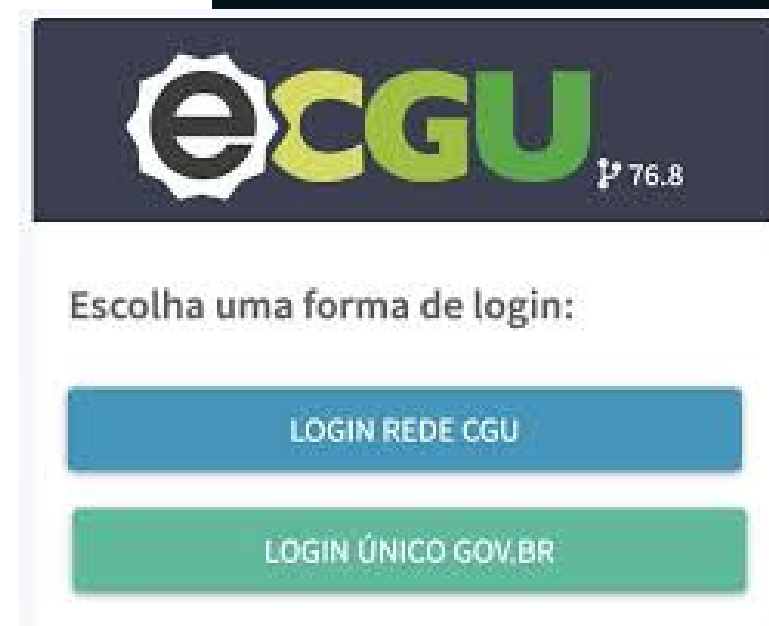 eCGU
76.8
Escolha uma forma de login:
LOGIN REDE CGU
LOGIN ÚNICO GOV.BR